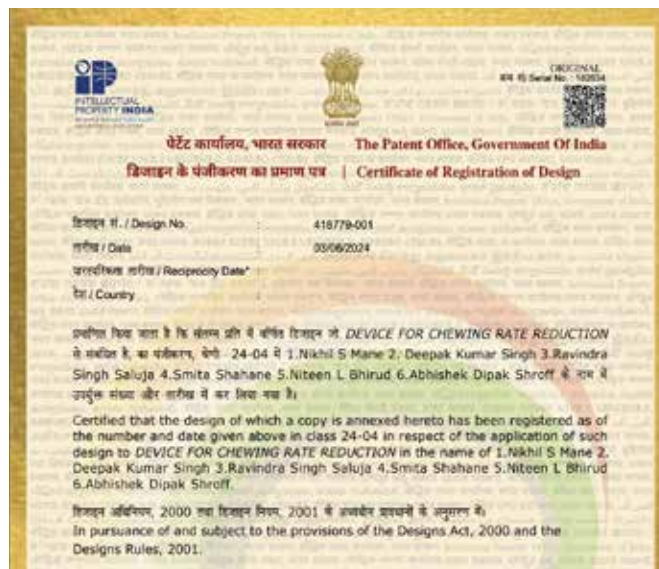 ORIGINAL
क्रम सं/ Serial No. : 182634
INTELLECTUAL
PROPERTY INDIA
पेटेंट कार्यालय, भारत सरकार The Patent Office, Government Of India
डिजाइन के पंजीकरण का प्रमाण पत्र | Certificate of Registration of Design
डिजाइन सं. / Design No. : 418779-001
तारीख / Date : 03/06/2024
पारस्परिकता तारीख / Reciprocity Date* :
देश / Country :
प्रमाणित किया जाता है कि संलग्न प्रति में वर्णित डिजाइन जो DEVICE FOR CHEWING RATE REDUCTION
से संबंधित है, का पंजीकरण, श्रेणी 24-04 में 1.Nikhil S Mane 2. Deepak Kumar Singh 3.Ravindra
Singh Saluja 4.Smita Shahane 5.Niteen L Bhirud 6.Abhishek Dipak Shroff के नाम में
उपर्युक्त संख्या और तारीख में कर लिया गया है।
Certified that the design of which a copy is annexed hereto has been registered as of
the number and date given above in class 24-04 in respect of the application of such
design to DEVICE FOR CHEWING RATE REDUCTION in the name of 1.Nikhil S Mane 2.
Deepak Kumar Singh 3.Ravindra Singh Saluja 4.Smita Shahane 5.Niteen L Bhirud
6.Abhishek Dipak Shroff.
डिजाइन अधिनियम, 2000 तथा डिजाइन नियम, 2001 के अध्यधीन प्रावधानों के अनुसरण में।
In pursuance of and subject to the provisions of the Designs Act, 2000 and the
Designs Rules, 2001.